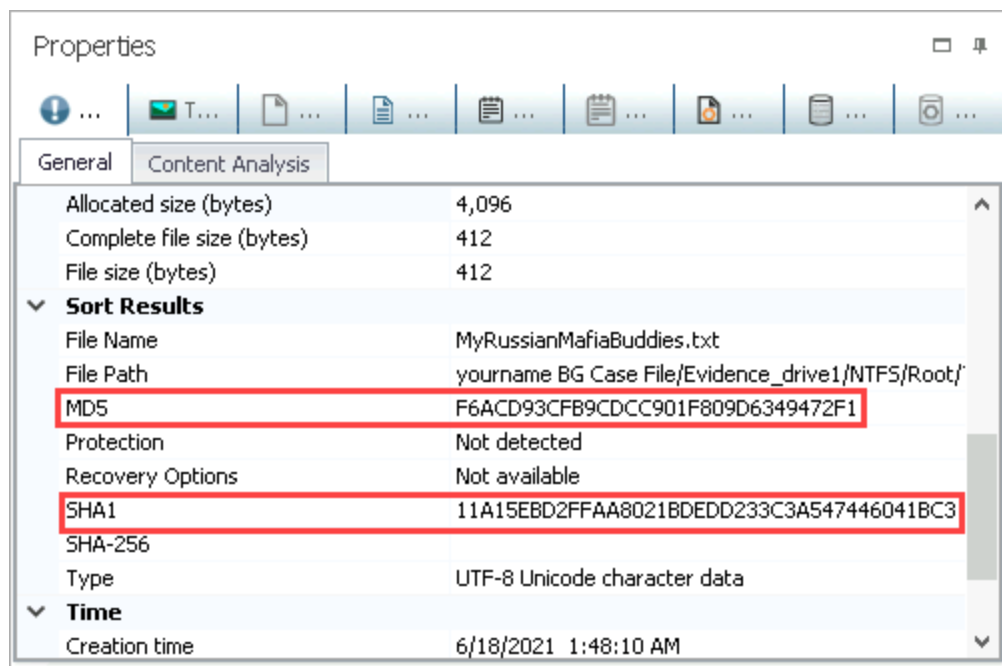 Properties
...
T...
...
...
...
...
...
...
...
General
Content Analysis
Allocated size (bytes) 4,096
Complete file size (bytes) 412
File size (bytes) 412
Sort Results
File Name MyRussianMafiaBuddies.txt
File Path yourname BG Case File/Evidence_drive1/NTFS/Root/
MD5 F6ACD93CFB9CDCC901F809D6349472F1
Protection Not detected
Recovery Options Not available
SHA1 11A15EBD2FFAA8021BDEDD233C3A547446041BC3
SHA-256
Type UTF-8 Unicode character data
Time
Creation time 6/18/2021 1:48:10 AM